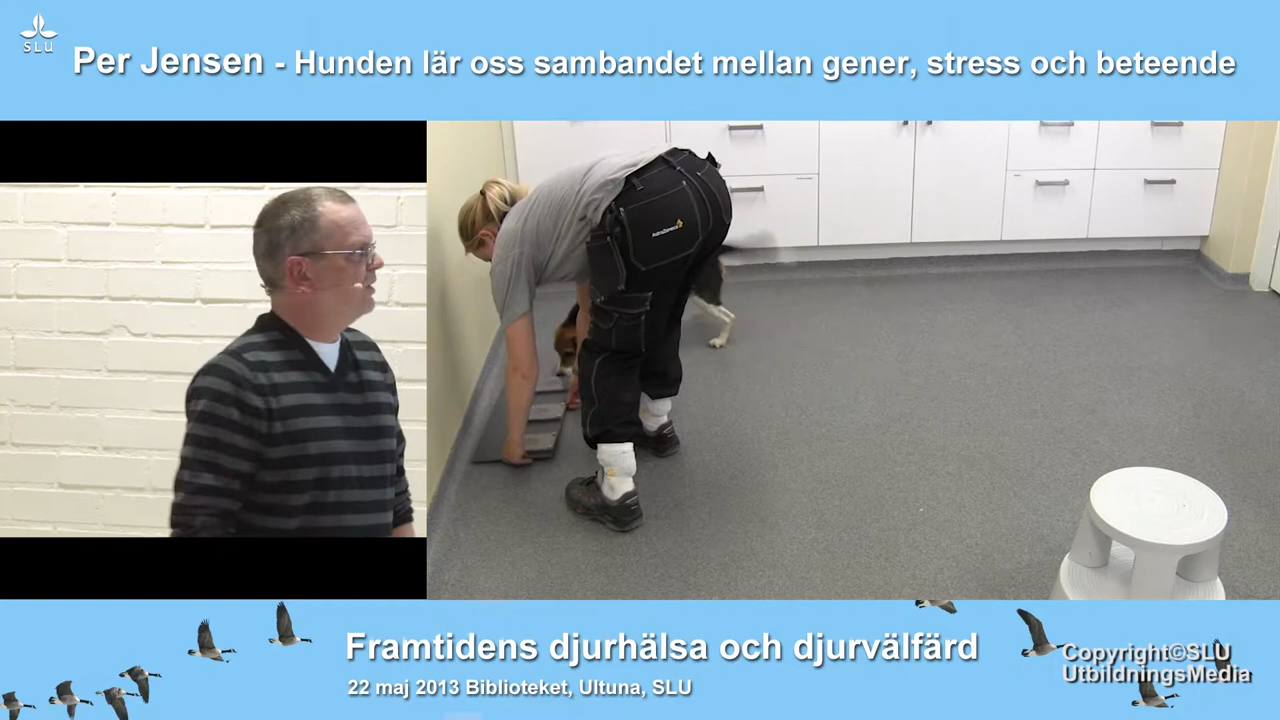 SLU
Per Jensen - Hunden lär oss sambandet mellan gener, stress och beteende
AstraZeneca
Framtidens djurhälsa och djurvälfärd
22 maj 2013 Biblioteket, Ultuna, SLU
Copyright©SLU
UtbildningsMedia